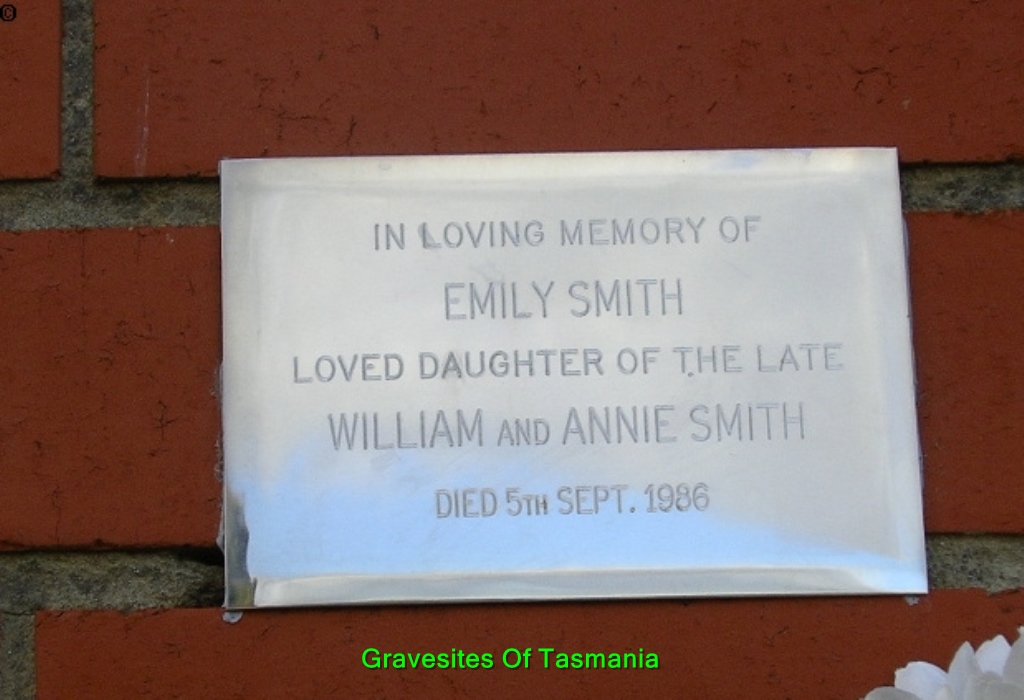 ©
IN LOVING MEMORY OF
EMILY SMITH
LOVED DAUGHTER OF THE LATE
WILLIAM AND ANNIE SMITH
DIED 5TH SEPT. 1986
Gravesites Of Tasmania